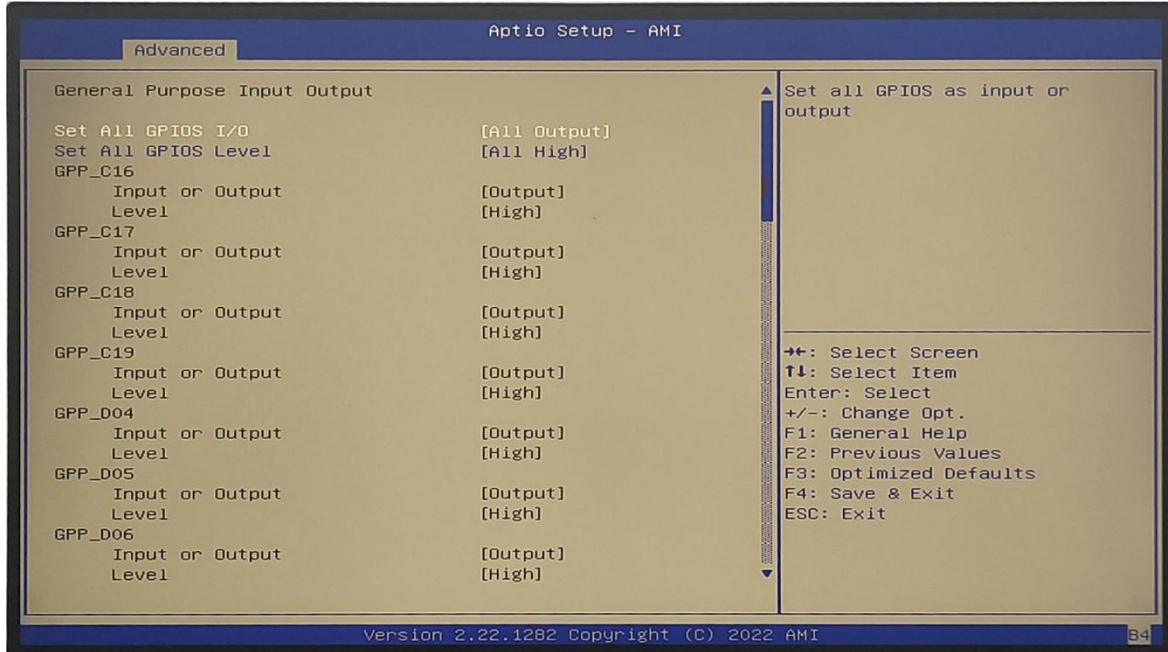 Aptio Setup – AMI
Advanced
General Purpose Input Output
Set All GPIOS I/O [All Output]
Set All GPIOS Level [All High]
GPP_C16
Input or Output [Output]
Level [High]
GPP_C17
Input or Output [Output]
Level [High]
GPP_C18
Input or Output [Output]
Level [High]
GPP_C19
Input or Output [Output]
Level [High]
GPP_D04
Input or Output [Output]
Level [High]
GPP_D05
Input or Output [Output]
Level [High]
GPP_D06
Input or Output [Output]
Level [High]
Set all GPIOS as input or
output
→←: Select Screen
↑↓: Select Item
Enter: Select
+/-: Change Opt.
F1: General Help
F2: Previous Values
F3: Optimized Defaults
F4: Save & Exit
ESC: Exit
Version 2.22.1282 Copyright (C) 2022 AMI
B4